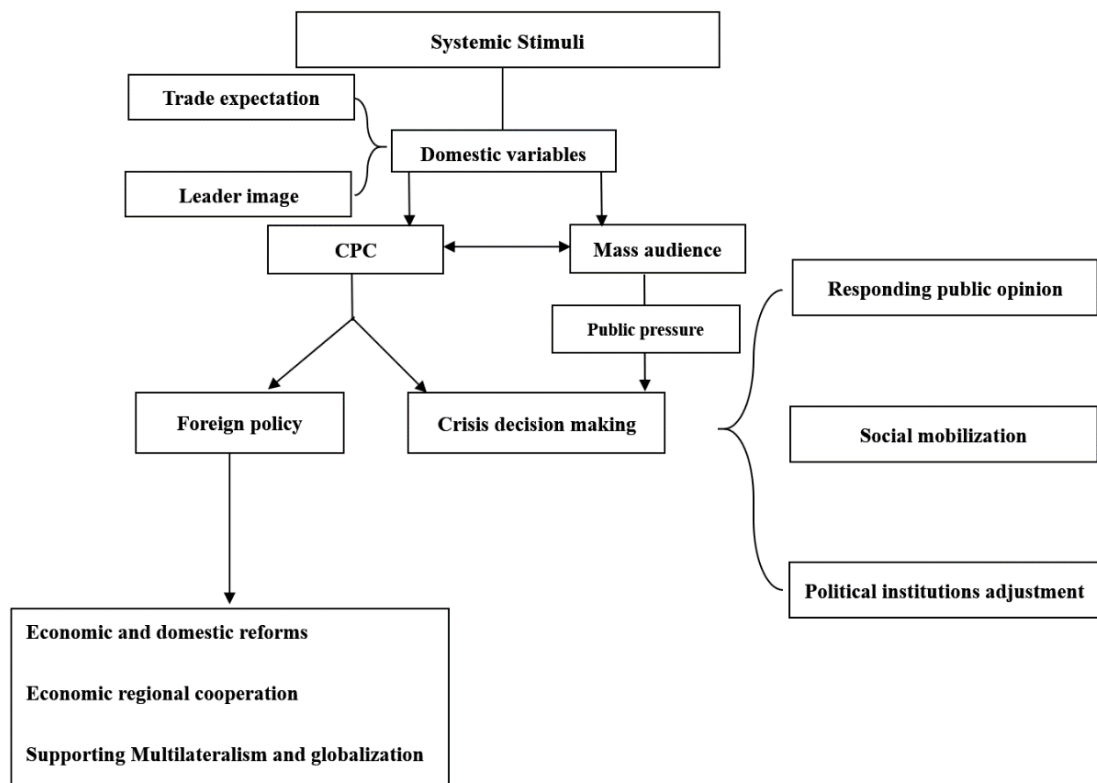 Systemic Stimuli
Trade expectation
Domestic variables
Leader image
CPC
Mass audience
Responding public opinion
Public pressure
Foreign policy
Crisis decision making
Social mobilization
Political institutions adjustment
Economic and domestic reforms
Economic regional cooperation
Supporting Multilateralism and globalization